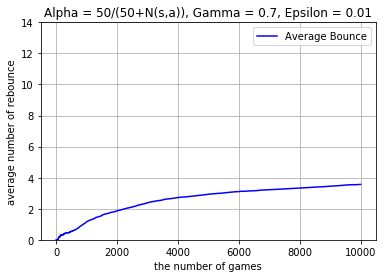 Alpha = 50/(50+N(s,a)), Gamma = 0.7, Epsilon = 0.01
14
12
10
8
6
4
2
0
average number of rebounce
Average Bounce
0 2000 4000 6000 8000 10000
the number of games